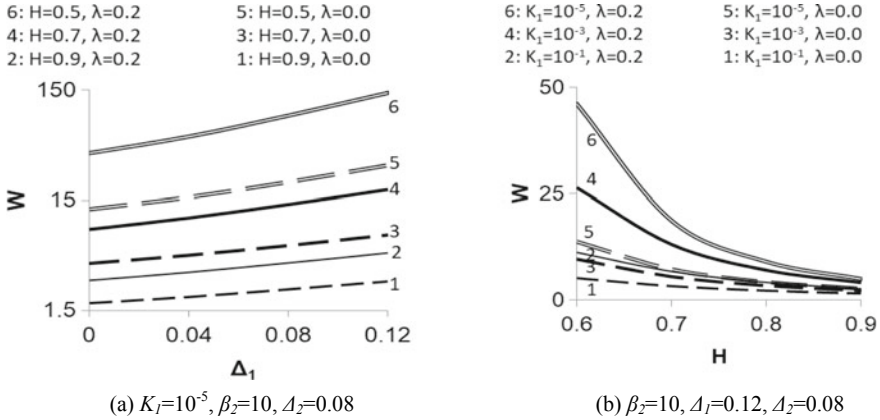 6: H=0.5, λ=0.2 5: H=0.5, λ=0.0
4: H=0.7, λ=0.2 3: H=0.7, λ=0.0
2: H=0.9, λ=0.2 1: H=0.9, λ=0.0
150
6
5
W
15
4
3
2
1
1.5
0 0.04 0.08 0.12
Δ₁
(a) K₁=10⁻⁵, β₂=10, Δ₂=0.08
6: K₁=10⁻⁵, λ=0.2 5: K₁=10⁻⁵, λ=0.0
4: K₁=10⁻³, λ=0.2 3: K₁=10⁻³, λ=0.0
2: K₁=10⁻¹, λ=0.2 1: K₁=10⁻¹, λ=0.0
50
6
W
25
4
5
2
3
1
0
0.6 0.7 0.8 0.9
H
(b) β₂=10, Δ₁=0.12, Δ₂=0.08